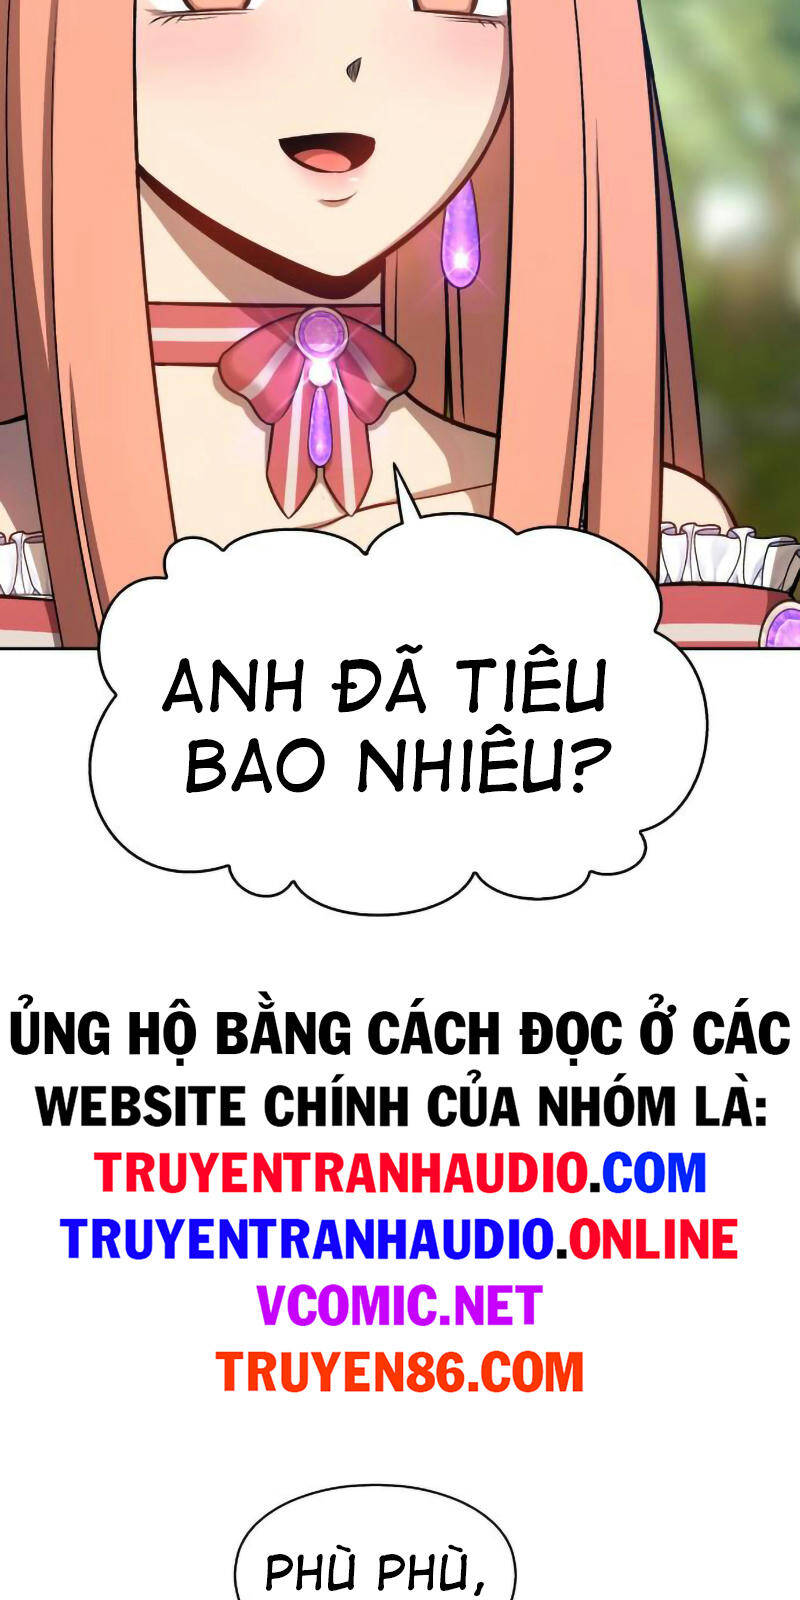 ANH ĐÃ TIÊU
BAO NHIÊU?
ỦNG HỘ BẰNG CÁCH ĐỌC Ở CÁC
WEBSITE CHÍNH CỦA NHÓM LÀ:
TRUYENTRANHAUDIO.COM
TRUYENTRANHAUDIO.ONLINE
VCOMIC.NET
TRUYEN86.COM
PHÙ PHÙ,